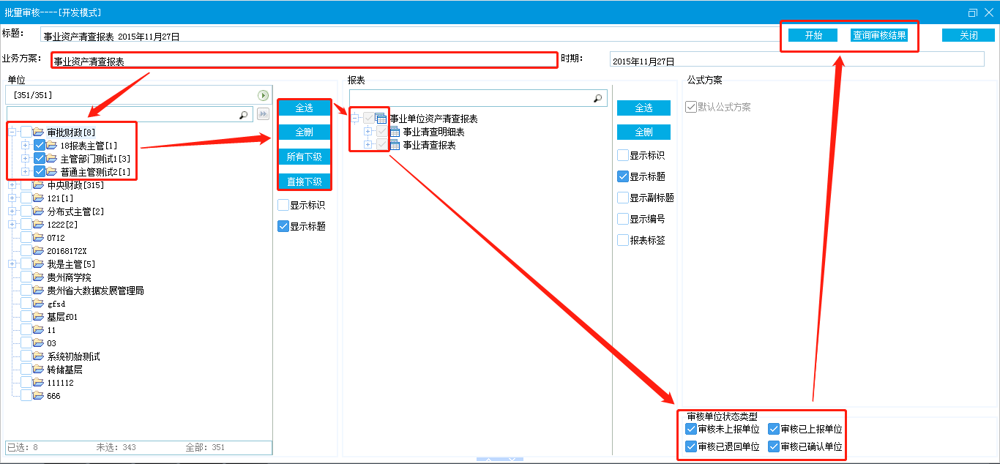 批量审核----[开发模式]
标题：
事业资产清查报表 2015年11月27日
开始
查询审核结果
关闭
业务方案：
事业资产清查报表
时期：
2015年11月27日
单位
[351/351]
审批财政[8]
18报表主管[1]
主管部门测试1[3]
普通主管测试2[1]
中央财政[315]
121[1]
分布式主管[2]
1222[2]
0712
20168172X
我是主管[5]
贵州商学院
贵州省大数据发展管理局
gfsd
基层f01
11
03
系统初始测试
转储基层
111112
666
已选：8
未选：343
全部：351
全选
全删
所有下级
直接下级
显示标识
显示标题
报表
事业单位资产清查报表
事业清查明细表
事业清查报表
全选
全删
显示标识
显示标题
显示副标题
显示编号
报表标签
公式方案
默认公式方案
审核单位状态类型
审核未上报单位
审核已上报单位
审核已退回单位
审核已确认单位